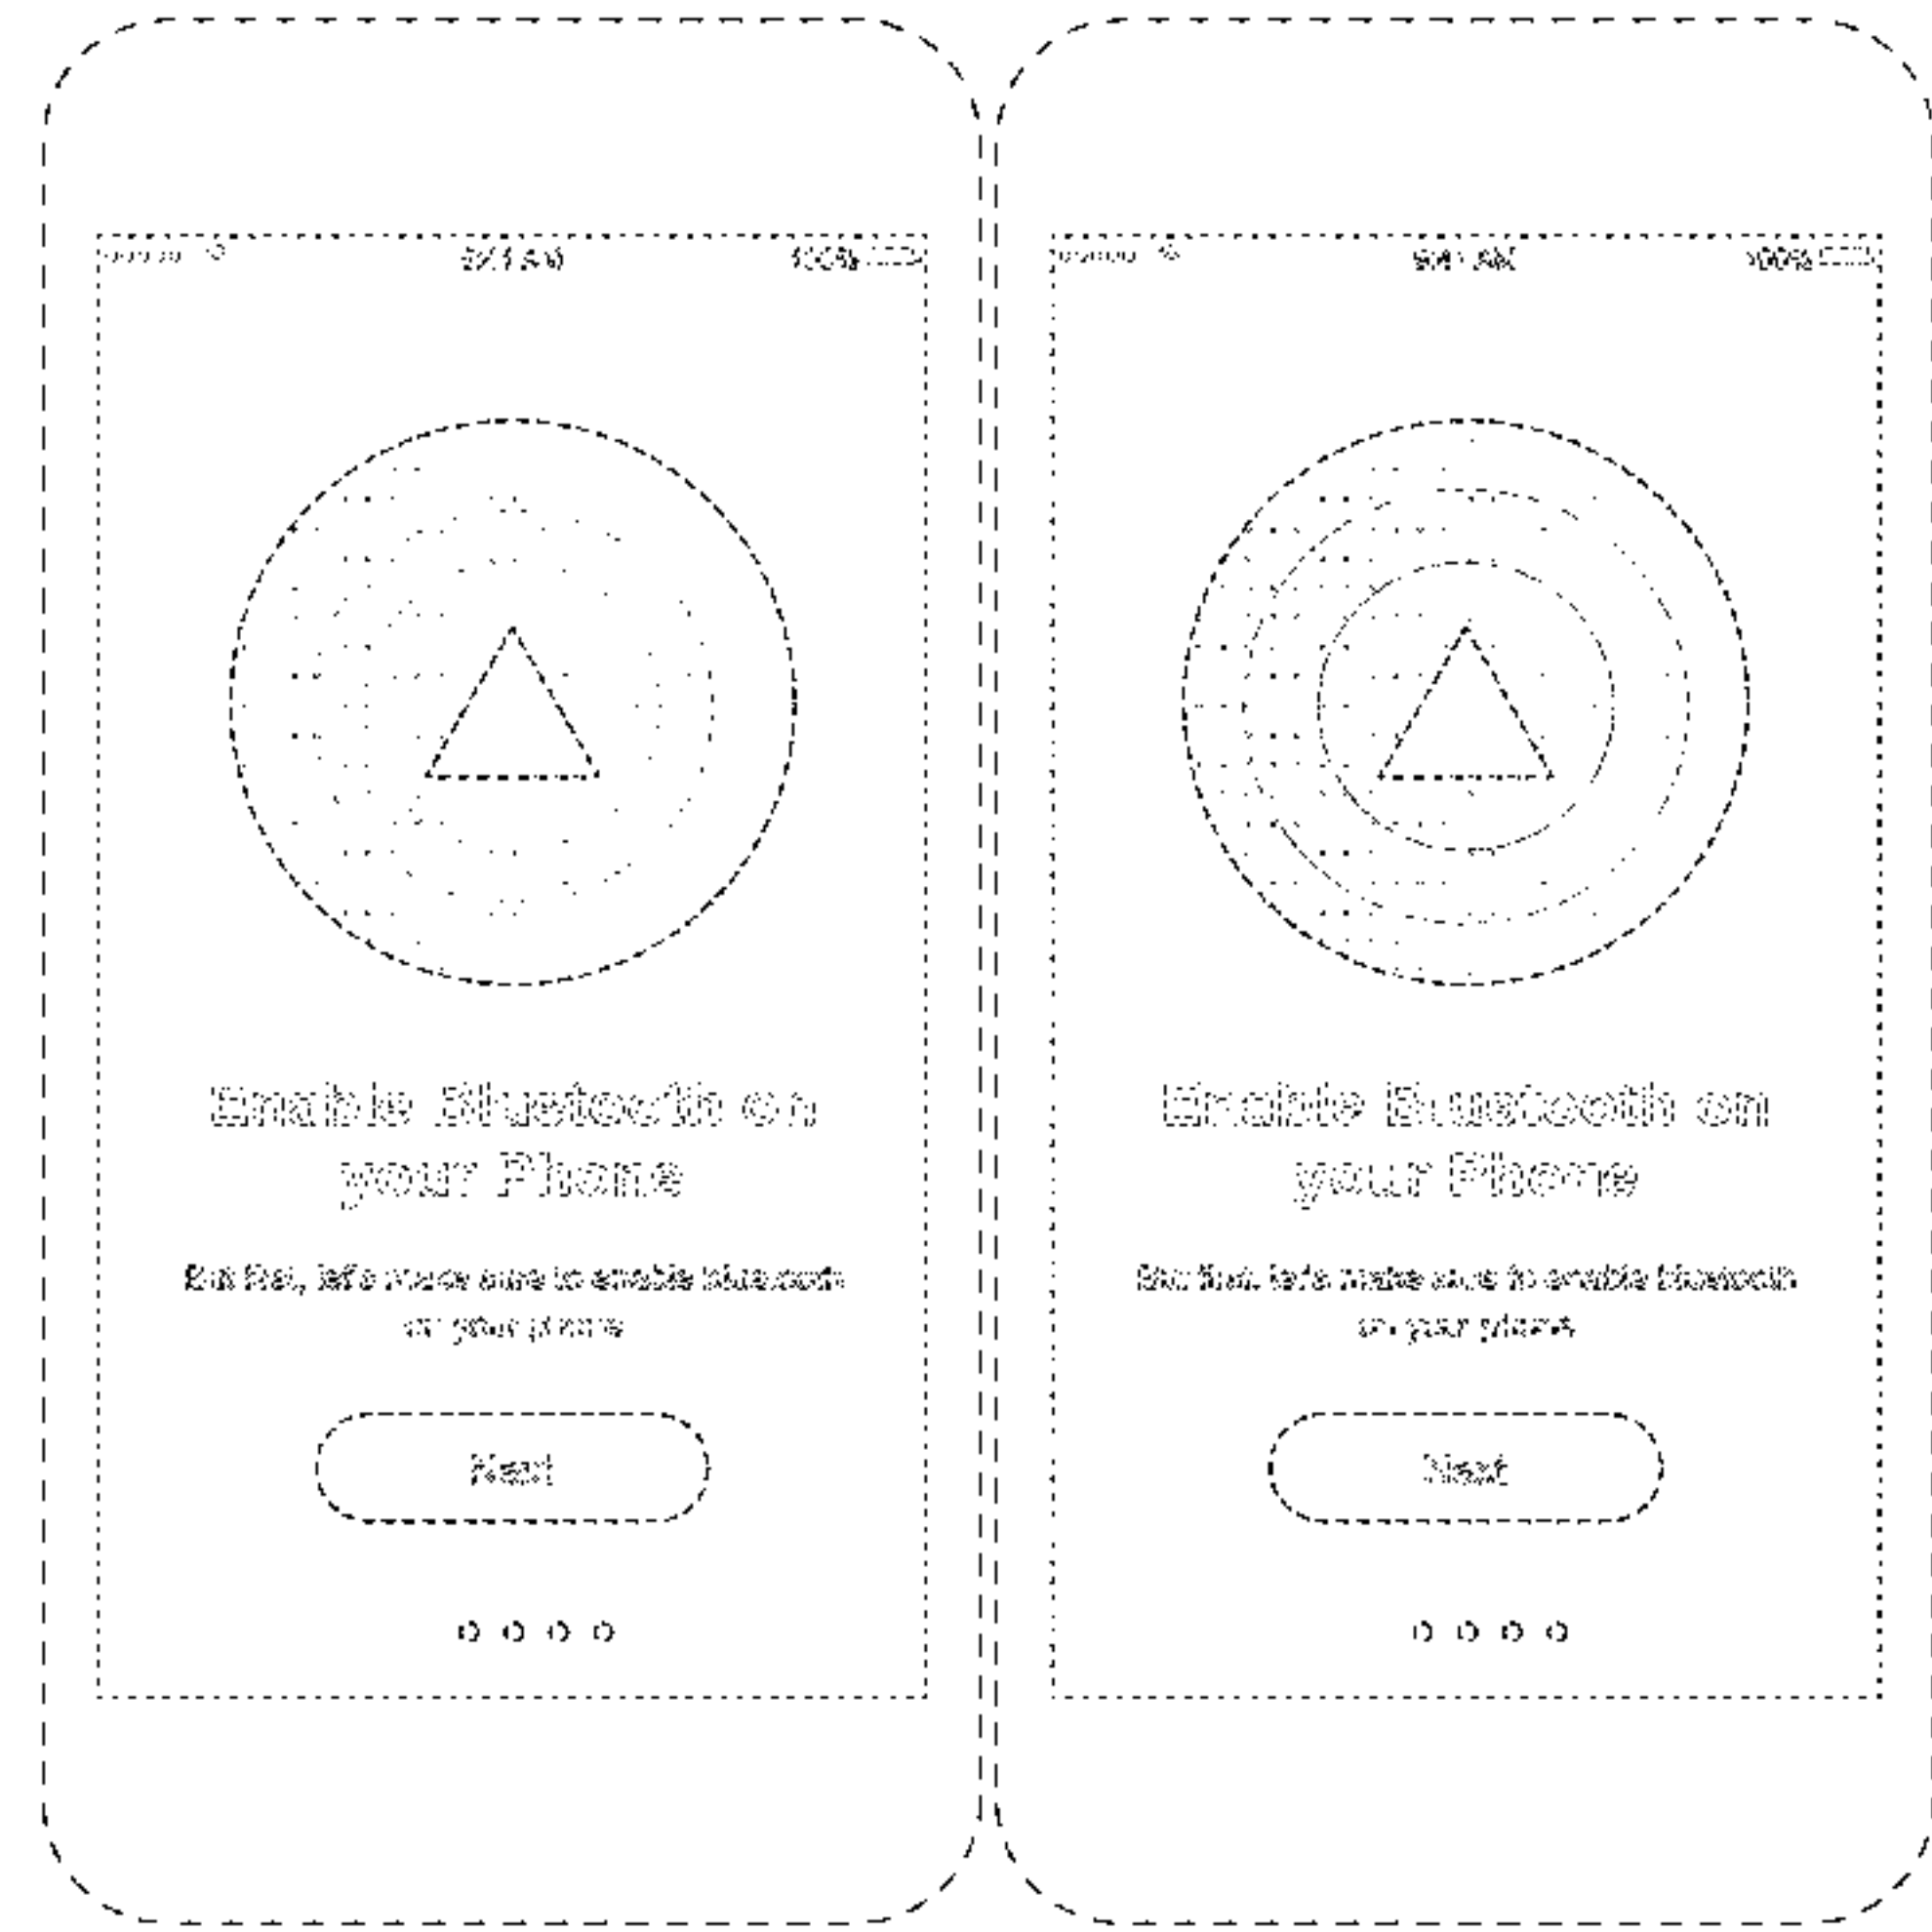 9:41 AM 100%
Enable Bluetooth on
your Phone
But first, let's make sure to enable bluetooth
on your phone
Next
9:41 AM 100%
Enable Bluetooth on
your Phone
But first, let's make sure to enable bluetooth
on your phone
Next